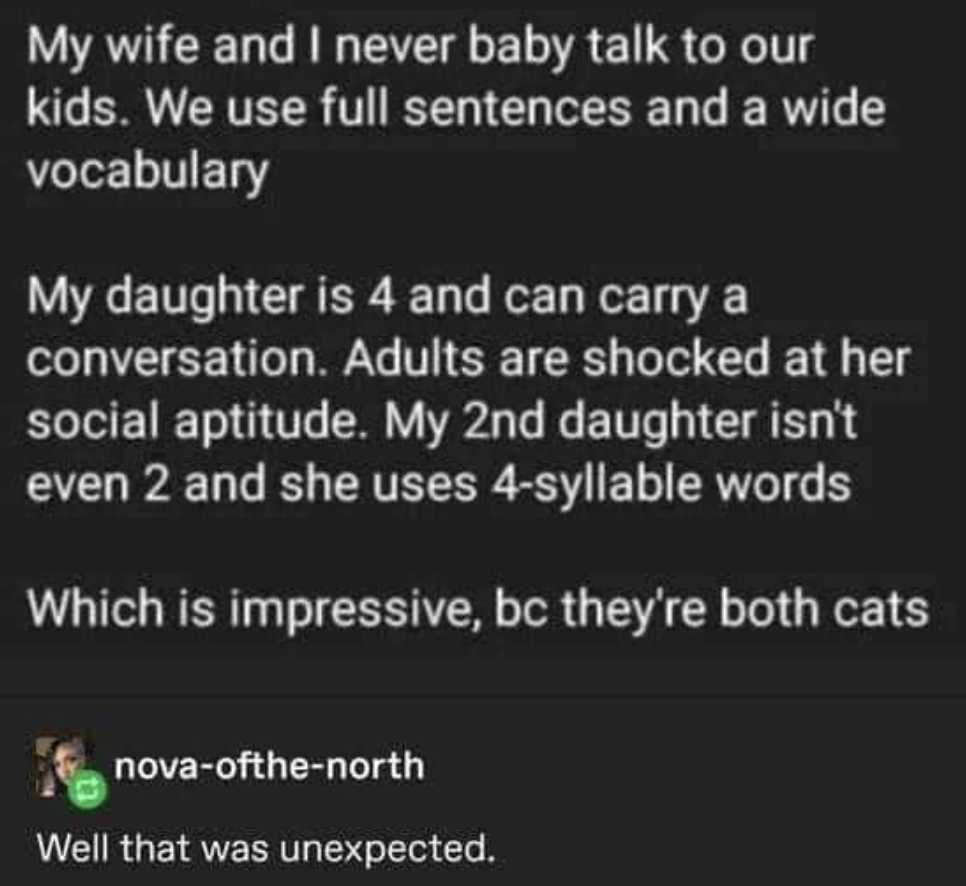 My wife and I never baby talk to our
kids. We use full sentences and a wide
vocabulary
My daughter is 4 and can carry a
conversation. Adults are shocked at her
social aptitude. My 2nd daughter isn't
even 2 and she uses 4-syllable words
Which is impressive, bc they're both cats
nova-ofthe-north
Well that was unexpected.